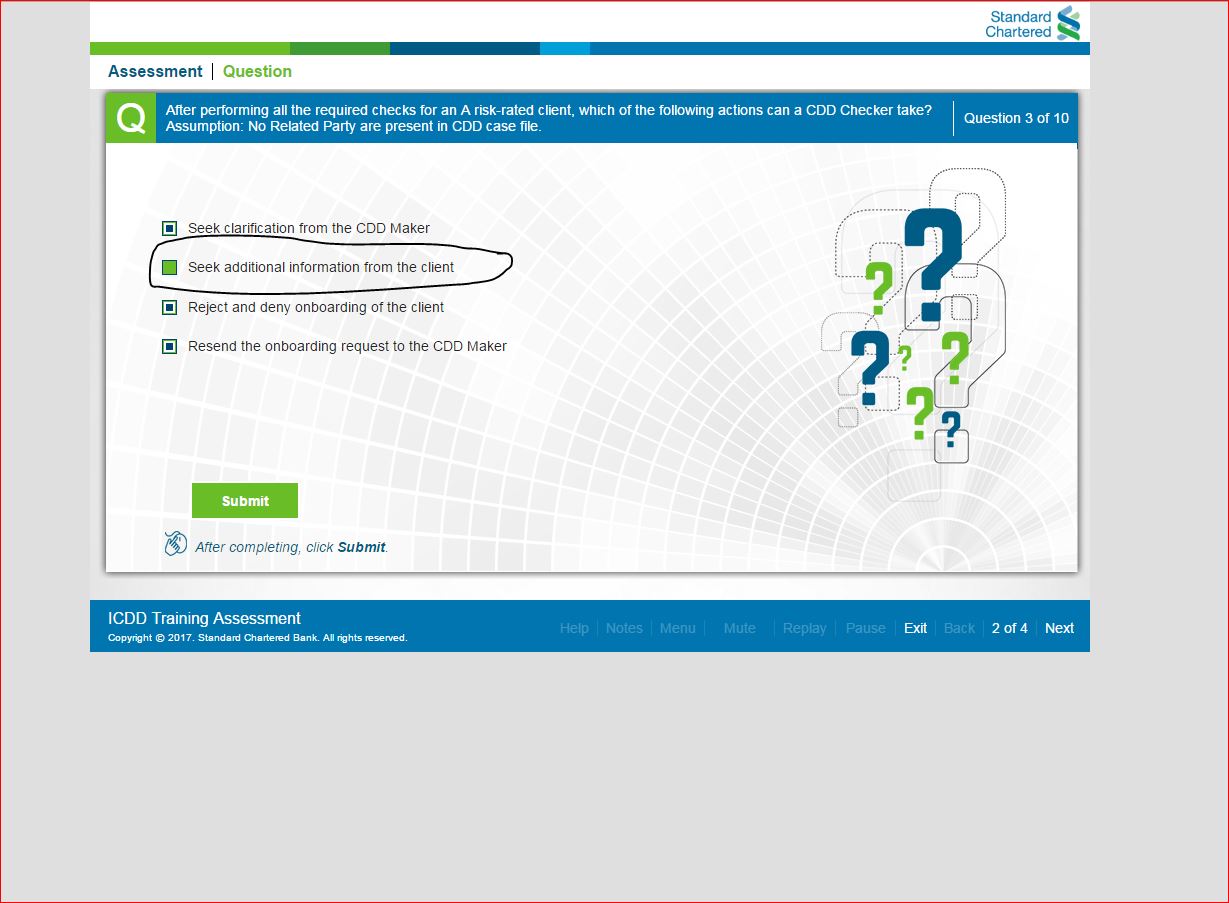 Standard
Chartered
Assessment | Question
Q
After performing all the required checks for an A risk-rated client, which of the following actions can a CDD Checker take?
Assumption: No Related Party are present in CDD case file.
Question 3 of 10
Seek clarification from the CDD Maker
Seek additional information from the client
Reject and deny onboarding of the client
Resend the onboarding request to the CDD Maker
Submit
After completing, click Submit.
ICDD Training Assessment
Copyright © 2017. Standard Chartered Bank. All rights reserved.
Help | Notes | Menu | Mute | Replay | Pause | Exit | Back | 2 of 4 | Next